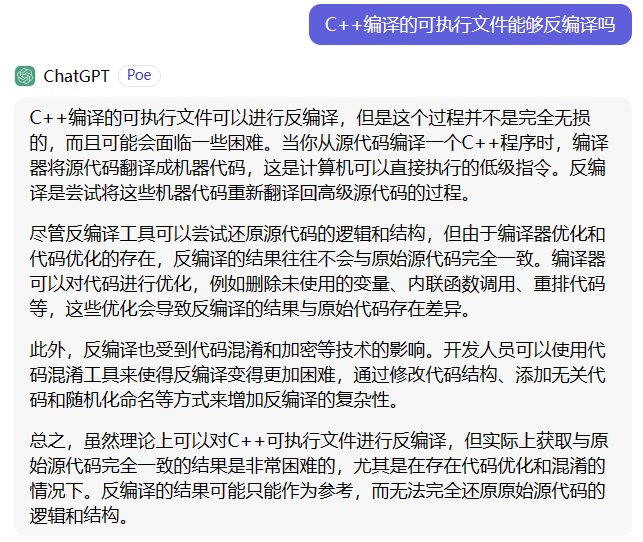 C++编译的可执行文件能够反编译吗
ChatGPT Poe
C++编译的可执行文件可以进行反编译，但是这个过程并不是完全无损
的，而且可能会面临一些困难。当你从源代码编译一个C++程序时，编译
器将源代码翻译成机器代码，这是计算机可以直接执行的低级指令。反编
译是尝试将这些机器代码重新翻译回高级源代码的过程。
尽管反编译工具可以尝试还原源代码的逻辑和结构，但由于编译器优化和
代码优化的存在，反编译的结果往往不会与原始源代码完全一致。编译器
可以对代码进行优化，例如删除未使用的变量、内联函数调用、重排代码
等，这些优化会导致反编译的结果与原始代码存在差异。
此外，反编译也受到代码混淆和加密等技术的影响。开发人员可以使用代
码混淆工具来使得反编译变得更加困难，通过修改代码结构、添加无关代
码和随机化命名等方式来增加反编译的复杂性。
总之，虽然理论上可以对C++可执行文件进行反编译，但实际上获取与原
始源代码完全一致的结果是非常困难的，尤其是在存在代码优化和混淆的
情况下。反编译的结果可能只能作为参考，而无法完全还原原始源代码的
逻辑和结构。